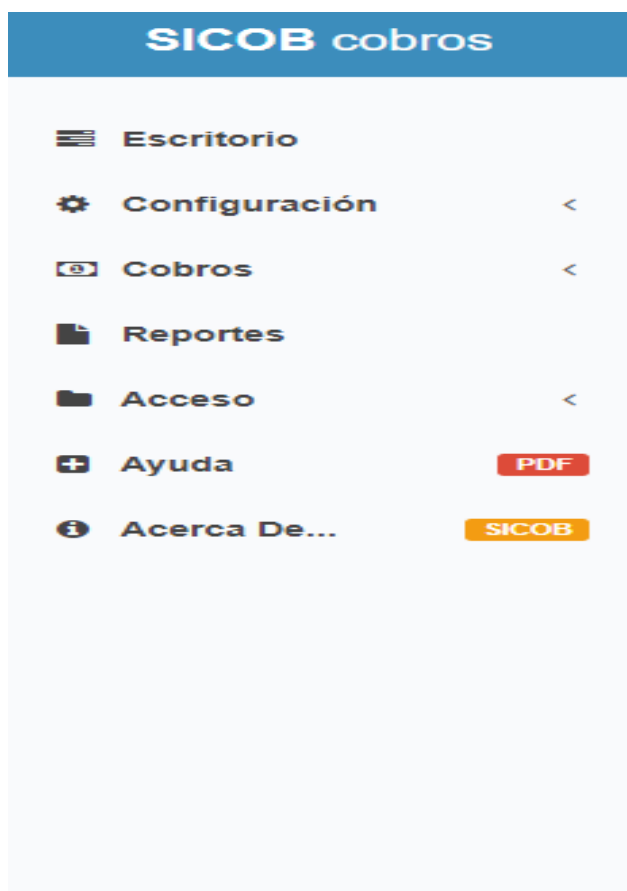 SICOB cobros
Escritorio
Configuración <
Cobros <
Reportes
Acceso <
Ayuda PDF
Acerca De... SICOB